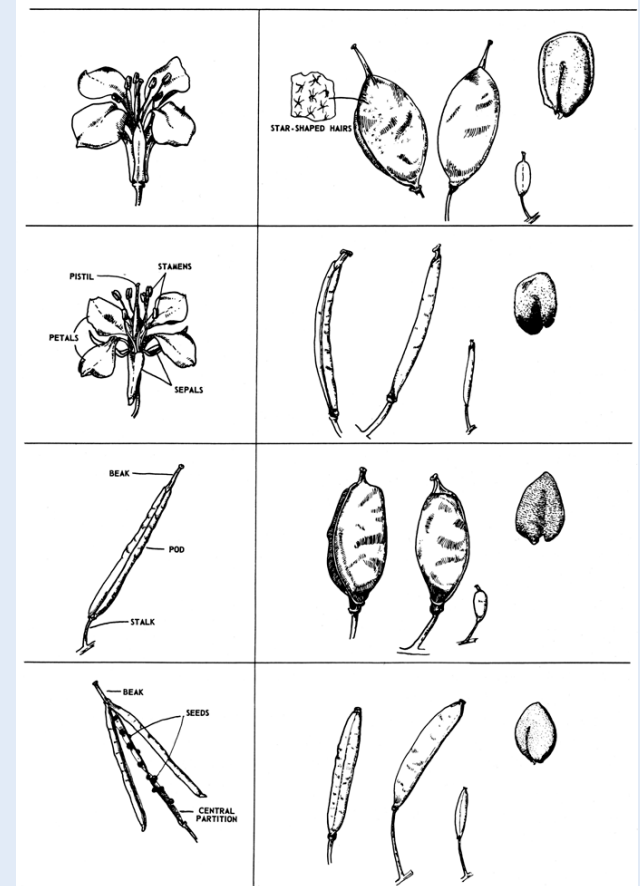 STAR-SHAPED HAIRS
PISTIL
STAMENS
PETALS
SEPALS
BEAK
POD
STALK
BEAK
SEEDS
CENTRAL
PARTITION